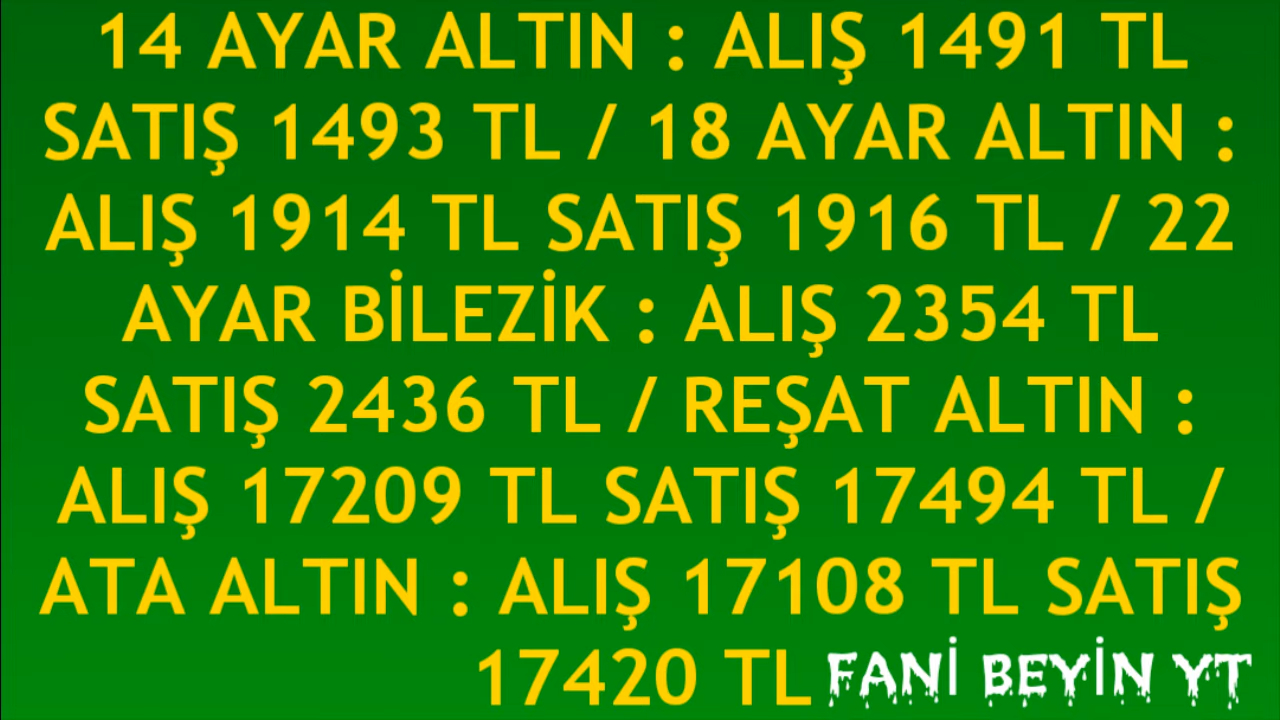 14 AYAR ALTIN : ALIŞ 1491 TL
SATIŞ 1493 TL / 18 AYAR ALTIN :
ALIŞ 1914 TL SATIŞ 1916 TL / 22
AYAR BİLEZİK : ALIŞ 2354 TL
SATIŞ 2436 TL / REŞAT ALTIN :
ALIŞ 17209 TL SATIŞ 17494 TL /
ATA ALTIN : ALIŞ 17108 TL SATIŞ
17420 TL
FANİ BEYİN YT